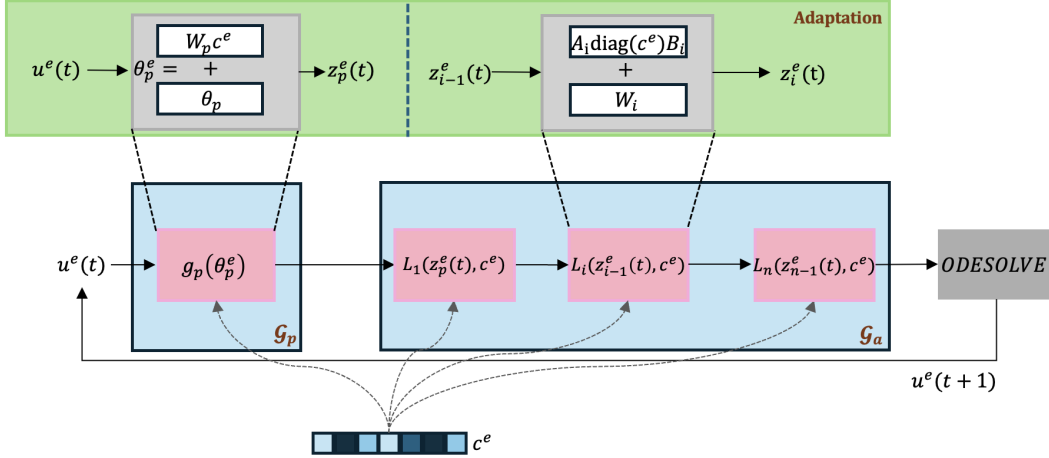 Adaptation
W_p c^e
A_i diag(c^e)B_i
u^e(t)
θ_p^e =
+
z_p^e(t)
z_{i-1}^e(t)
+
z_i^e(t)
θ_p
W_i
u^e(t)
g_p(θ_p^e)
L_1(z_p^e(t), c^e)
L_i(z_{i-1}^e(t), c^e)
L_n(z_{n-1}^e(t), c^e)
ODESOLVE
𝒢_p
𝒢_a
u^e(t + 1)
c^e